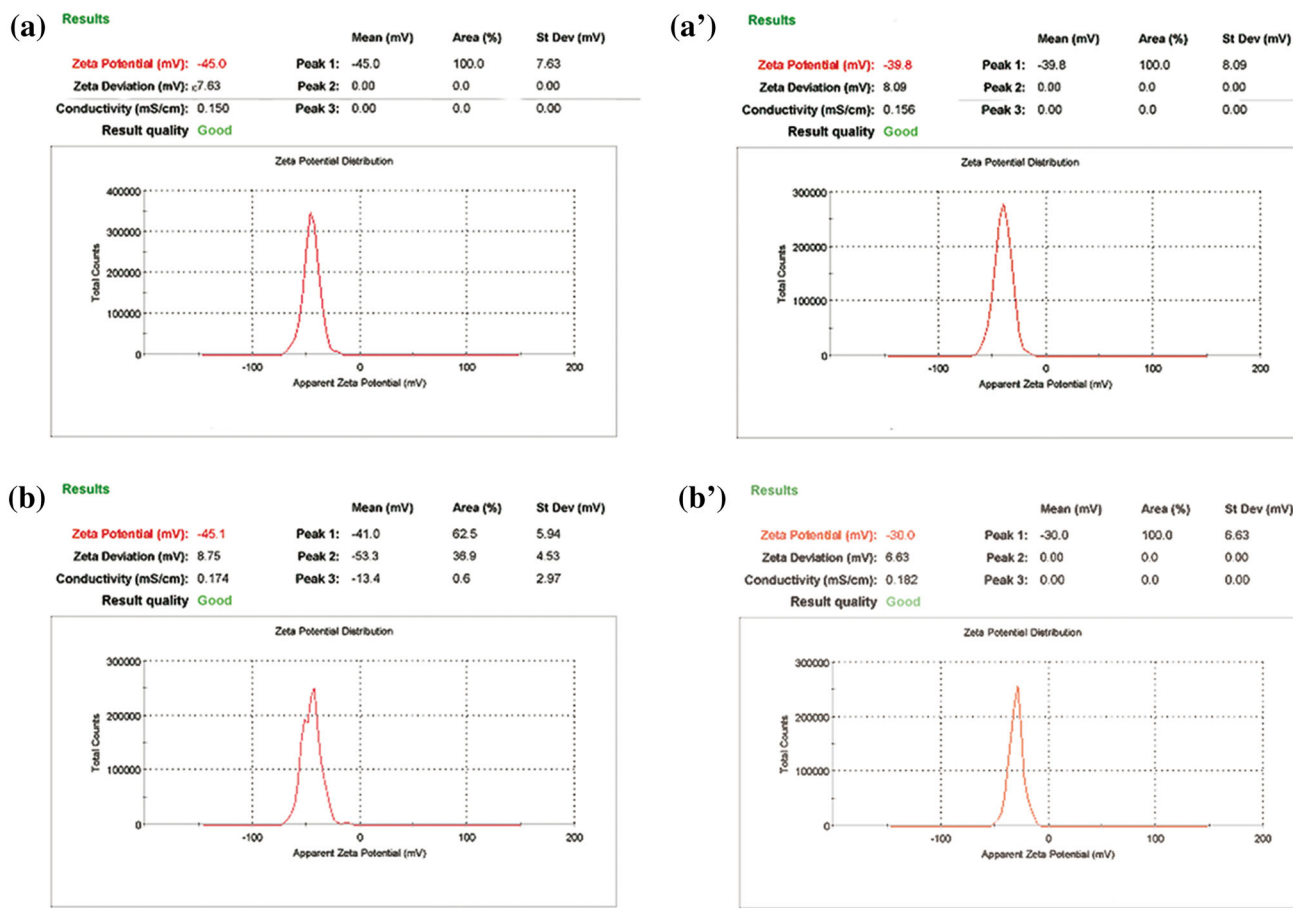 (a) Results
Mean (mV) Area (%) St Dev (mV)
Zeta Potential (mV): -45.0 Peak 1: -45.0 100.0 7.63
Zeta Deviation (mV): 7.63 Peak 2: 0.00 0.0 0.00
Conductivity (mS/cm): 0.150 Peak 3: 0.00 0.0 0.00
Result quality Good
Zeta Potential Distribution
Total Counts
400000
300000
200000
100000
0
-100 0 100 200
Apparent Zeta Potential (mV)
(a') Results
Mean (mV) Area (%) St Dev (mV)
Zeta Potential (mV): -39.8 Peak 1: -39.8 100.0 8.09
Zeta Deviation (mV): 8.09 Peak 2: 0.00 0.0 0.00
Conductivity (mS/cm): 0.156 Peak 3: 0.00 0.0 0.00
Result quality Good
Zeta Potential Distribution
Total Counts
300000
200000
100000
0
-100 0 100 200
Apparent Zeta Potential (mV)
(b) Results
Mean (mV) Area (%) St Dev (mV)
Zeta Potential (mV): -45.1 Peak 1: -41.0 62.5 5.94
Zeta Deviation (mV): 8.75 Peak 2: -53.3 36.9 4.53
Conductivity (mS/cm): 0.174 Peak 3: -13.4 0.6 2.97
Result quality Good
Zeta Potential Distribution
Total Counts
300000
200000
100000
0
-100 0 100 200
Apparent Zeta Potential (mV)
(b') Results
Mean (mV) Area (%) St Dev (mV)
Zeta Potential (mV): -30.0 Peak 1: -30.0 100.0 6.63
Zeta Deviation (mV): 6.63 Peak 2: 0.00 0.0 0.00
Conductivity (mS/cm): 0.182 Peak 3: 0.00 0.0 0.00
Result quality Good
Zeta Potential Distribution
Total Counts
300000
200000
100000
0
-100 0 100 200
Apparent Zeta Potential (mV)